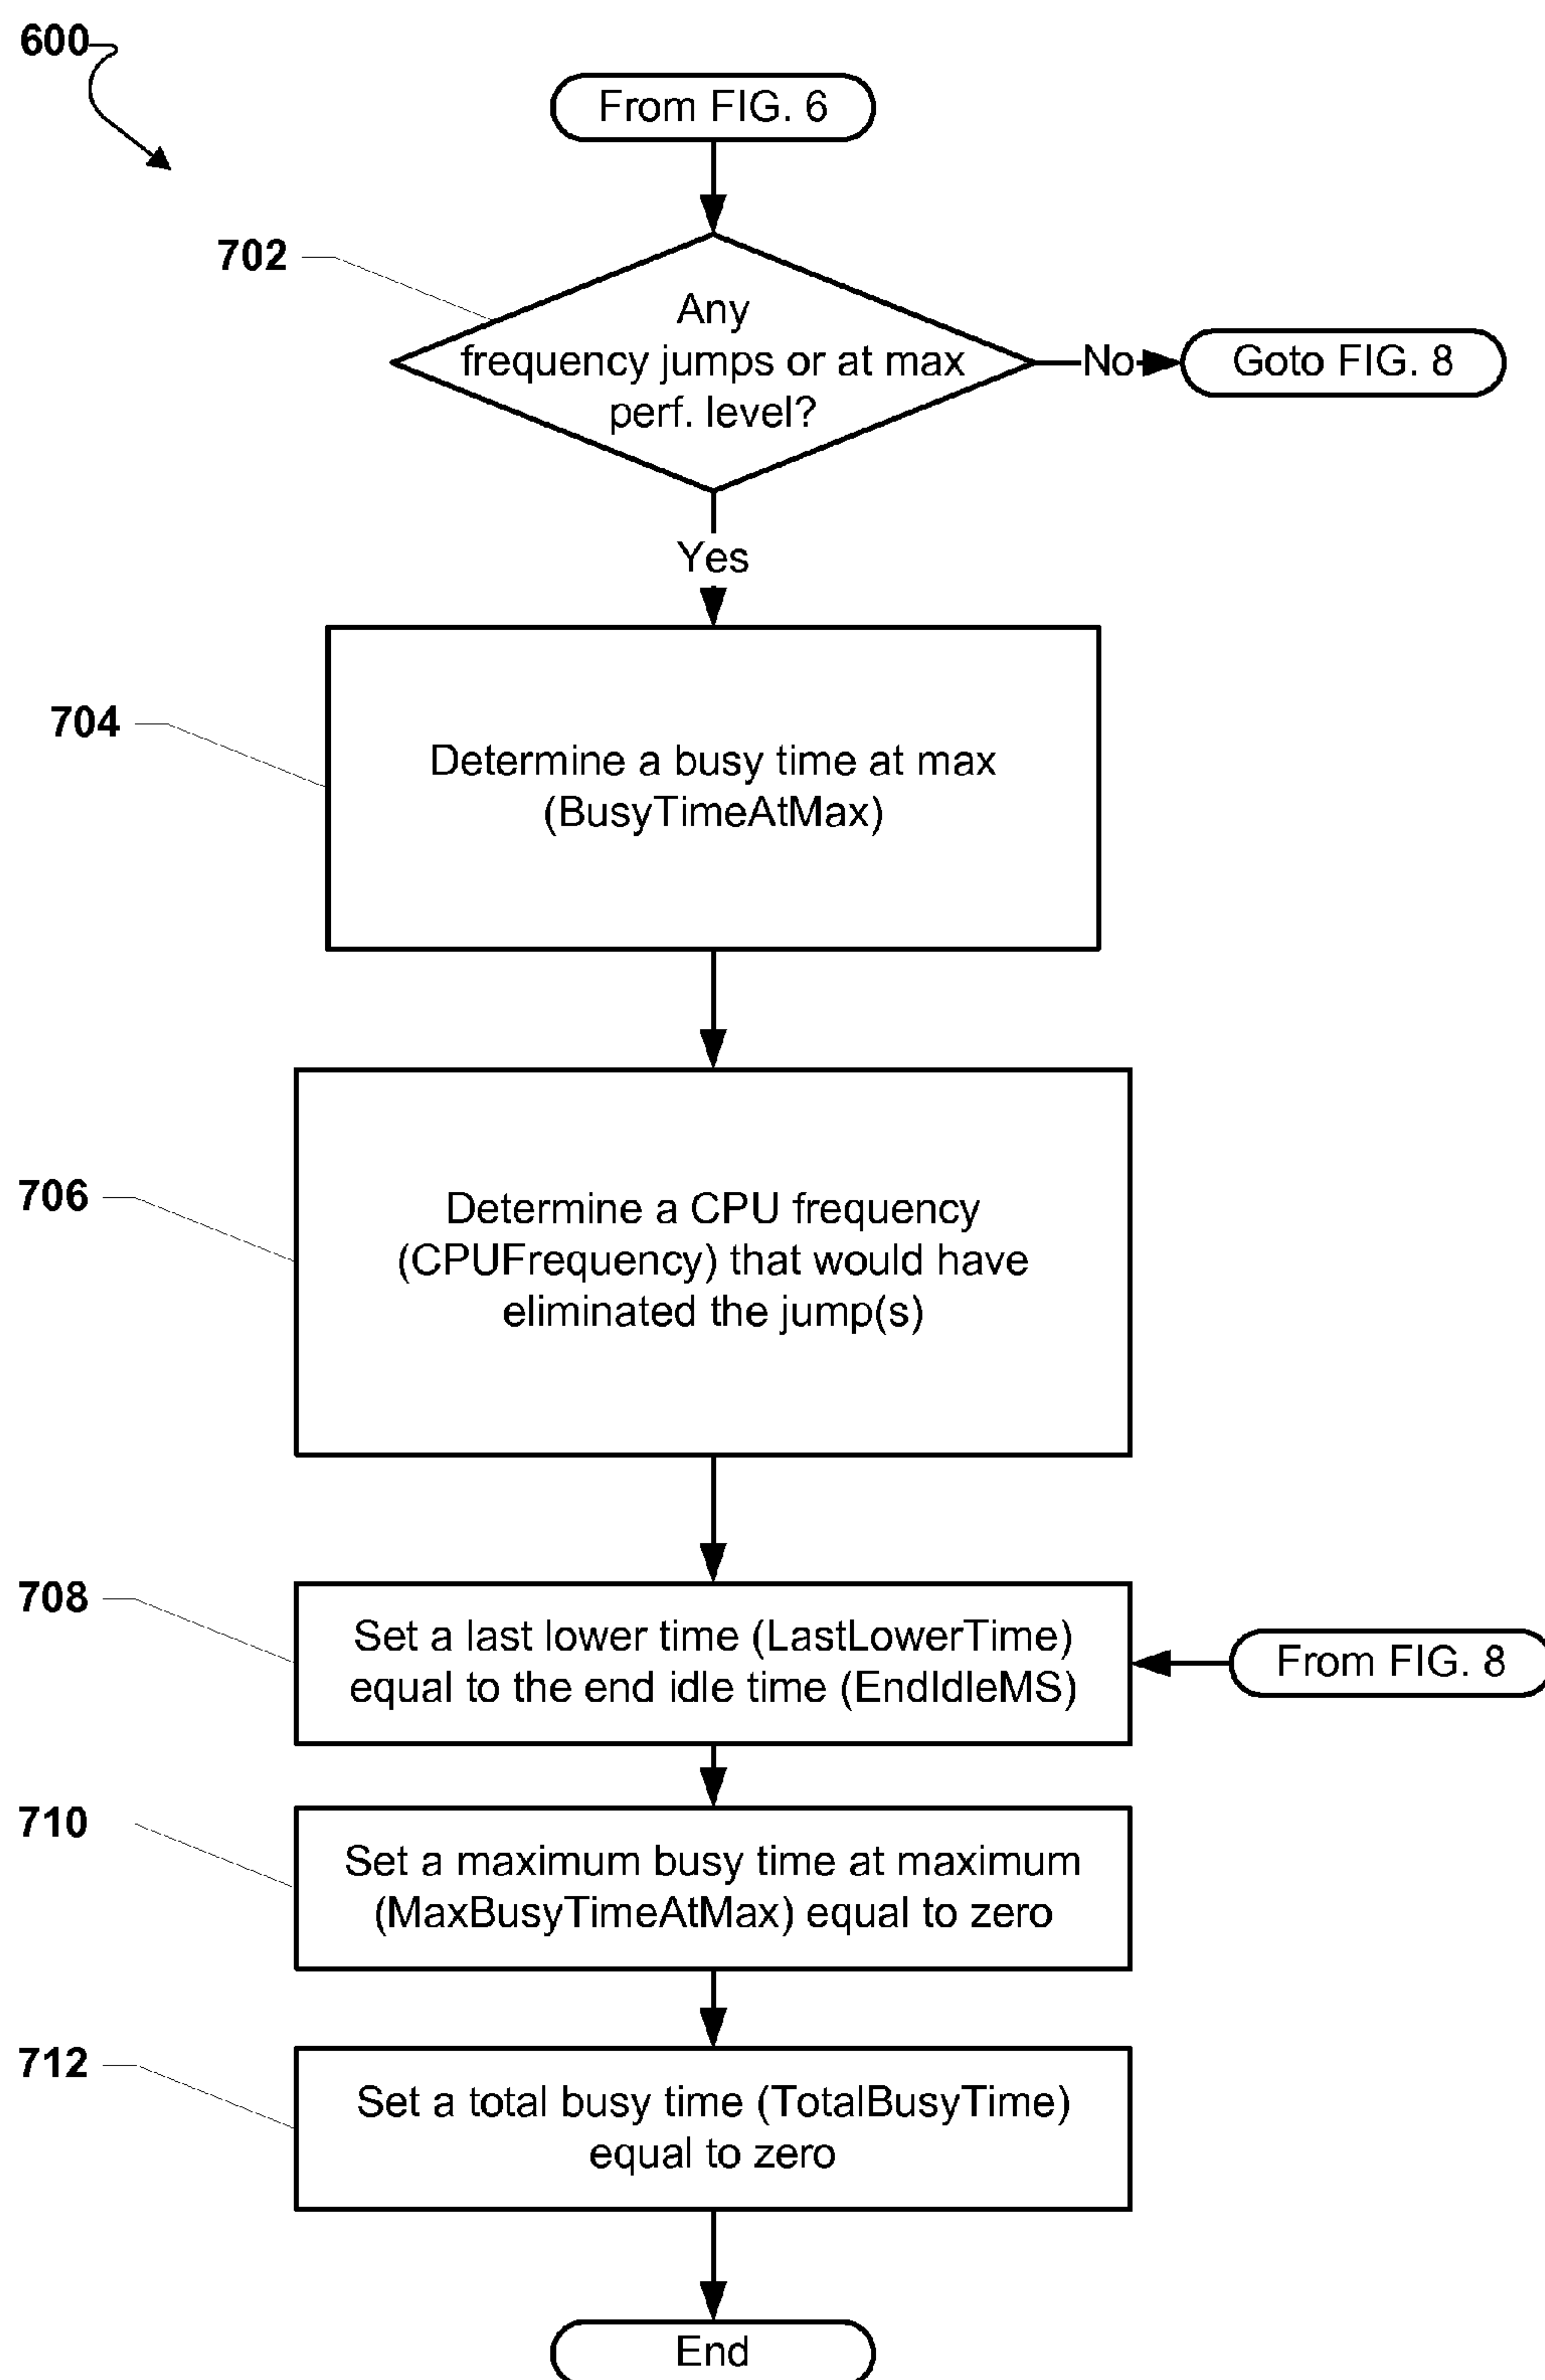 600
From FIG. 6
702
Any
frequency jumps or at max
perf. level?
No
Goto FIG. 8
Yes
704
Determine a busy time at max
(BusyTimeAtMax)
706
Determine a CPU frequency
(CPUFrequency) that would have
eliminated the jump(s)
708
Set a last lower time (LastLowerTime)
equal to the end idle time (EndIdleMS)
From FIG. 8
710
Set a maximum busy time at maximum
(MaxBusyTimeAtMax) equal to zero
712
Set a total busy time (TotalBusyTime)
equal to zero
End